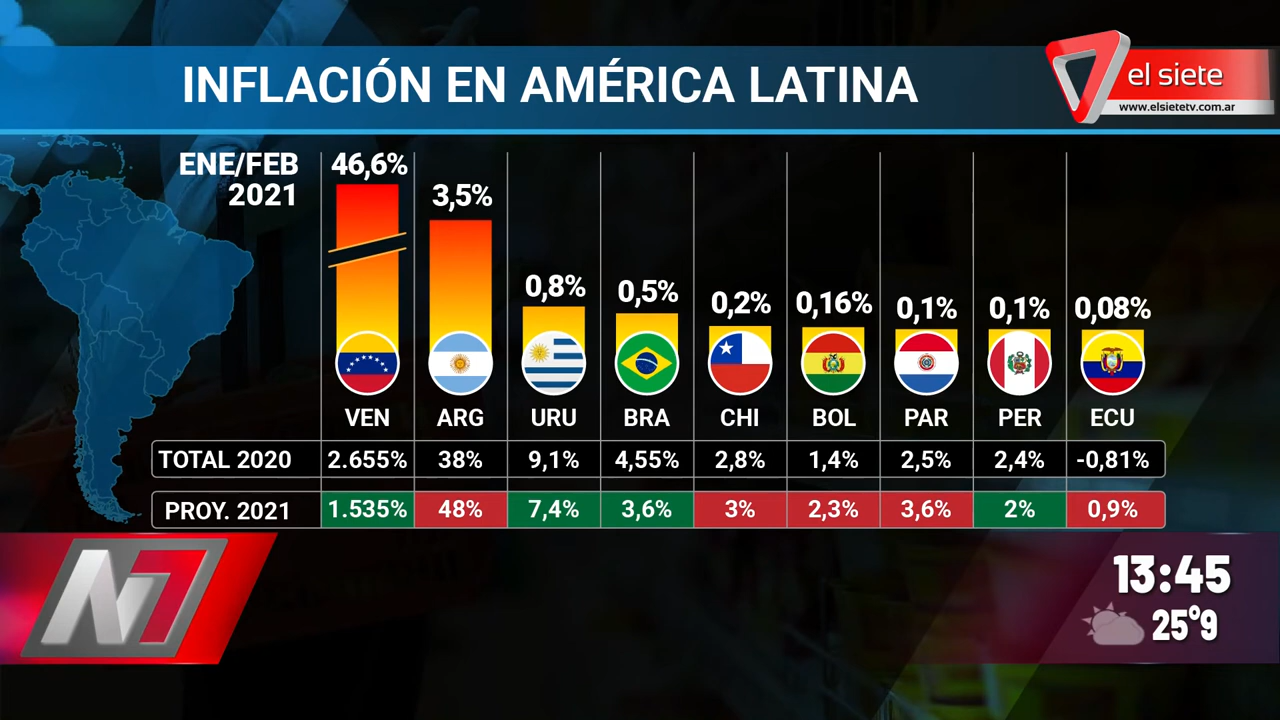 INFLACIÓN EN AMÉRICA LATINA
el siete
www.elsietetv.com.ar
ENE/FEB
2021
46,6% 3,5% 0,8% 0,5% 0,2% 0,16% 0,1% 0,1% 0,08%
VEN ARG URU BRA CHI BOL PAR PER ECU
TOTAL 2020 2.655% 38% 9,1% 4,55% 2,8% 1,4% 2,5% 2,4% -0,81%
PROY. 2021 1.535% 48% 7,4% 3,6% 3% 2,3% 3,6% 2% 0,9%
N7
13:45
25º9